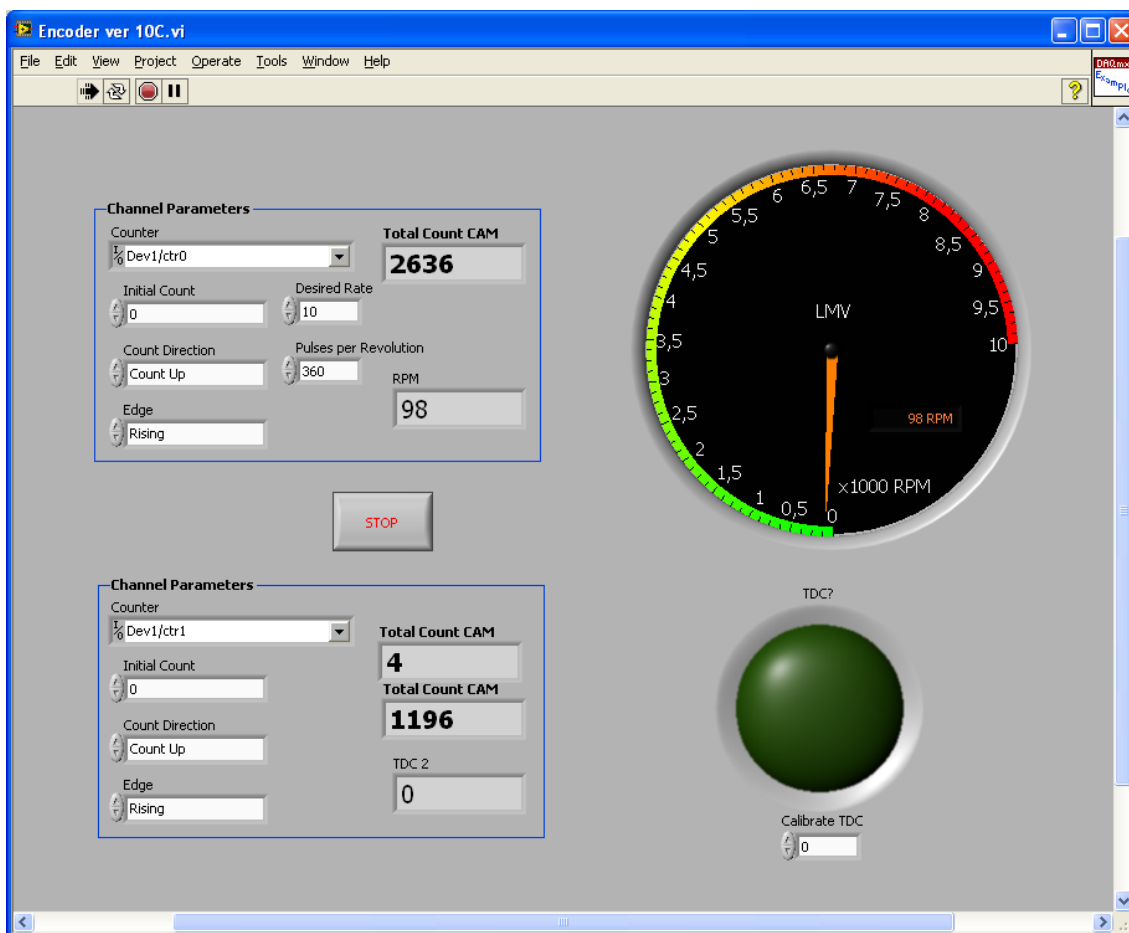 Encoder ver 10C.vi
File Edit View Project Operate Tools Window Help
DAQmx
Channel Parameters
Counter
Dev1/ctr0
Total Count CAM
2636
Initial Count
0
Desired Rate
10
Count Direction
Count Up
Pulses per Revolution
360
Edge
Rising
RPM
98
STOP
Channel Parameters
Counter
Dev1/ctr1
Total Count CAM
4
Initial Count
0
Total Count CAM
1196
Count Direction
Count Up
TDC 2
0
Edge
Rising
0
0,5
1
1,5
2
2,5
3
3,5
4
4,5
5
5,5
6
6,5
7
7,5
8
8,5
9
9,5
10
LMV
98 RPM
x1000 RPM
TDC?
Calibrate TDC
0